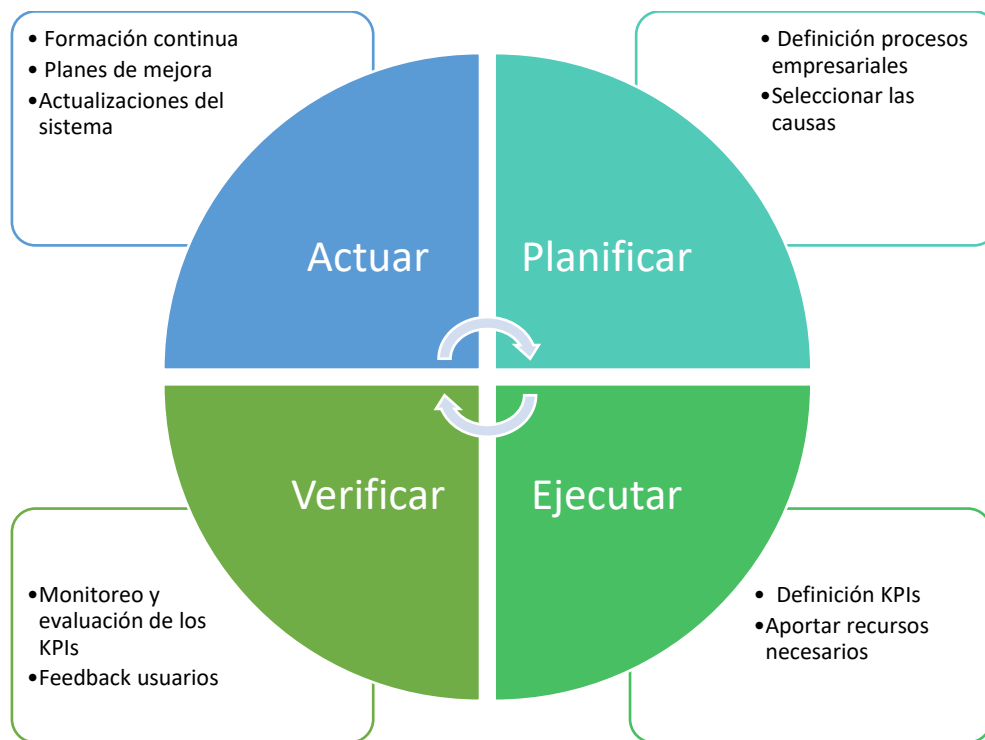 • Formación continua
• Planes de mejora
•Actualizaciones del
sistema
• Definición procesos
empresariales
•Seleccionar las
causas
Actuar
Planificar
Verificar
Ejecutar
•Monitoreo y
evaluación de los
KPIs
•Feedback usuarios
• Definición KPIs
•Aportar recursos
necesarios